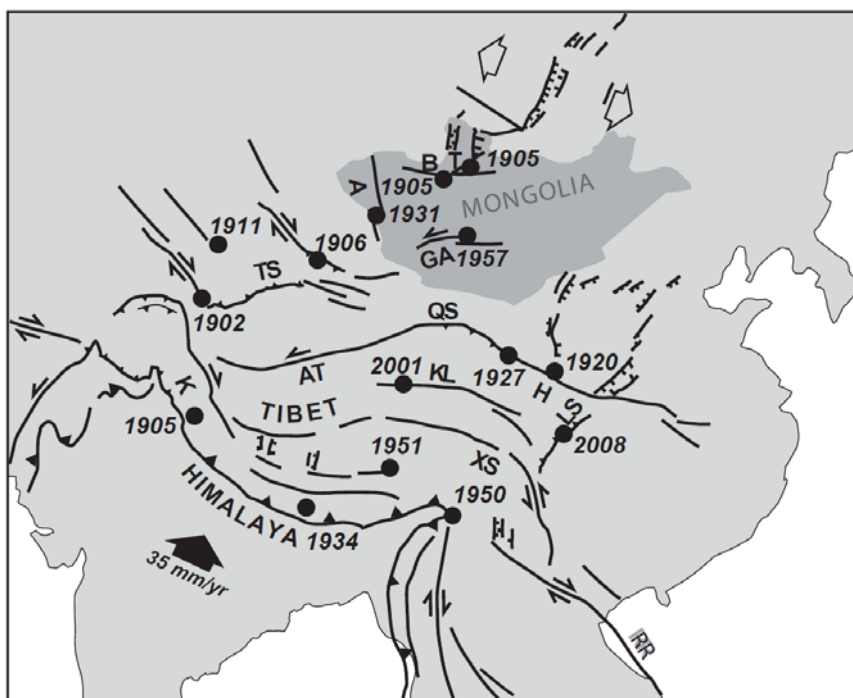 B T 1905
A 1905
MONGOLIA
1931
1911
1906
GA
1957
TS
1902
QS
1920
AT
2001 KL
1927
H
K
LS
TIBET
1905
2008
1951
XS
HIMALAYA
1950
1934
35 mm/yr
RR